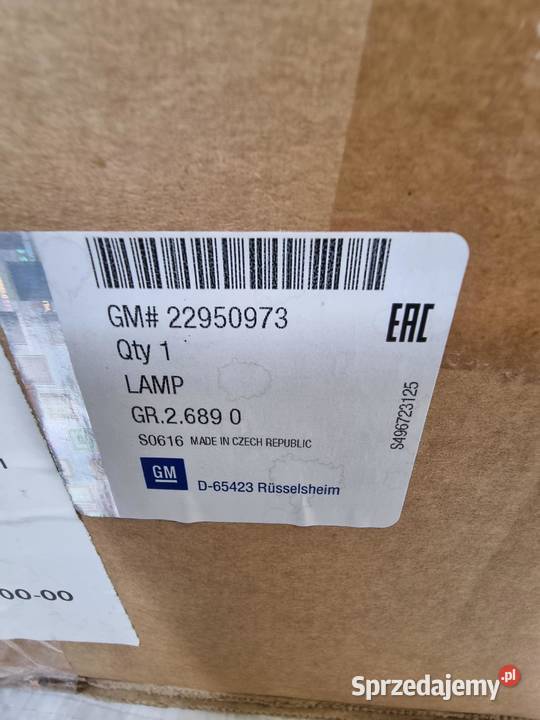 GM# 22950973
EAC
Qty 1
LAMP
GR.2.689 0
S0616 MADE IN CZECH REPUBLIC
S496723125
GM
D-65423 Rüsselsheim
00-00
Sprzedajemy.pl